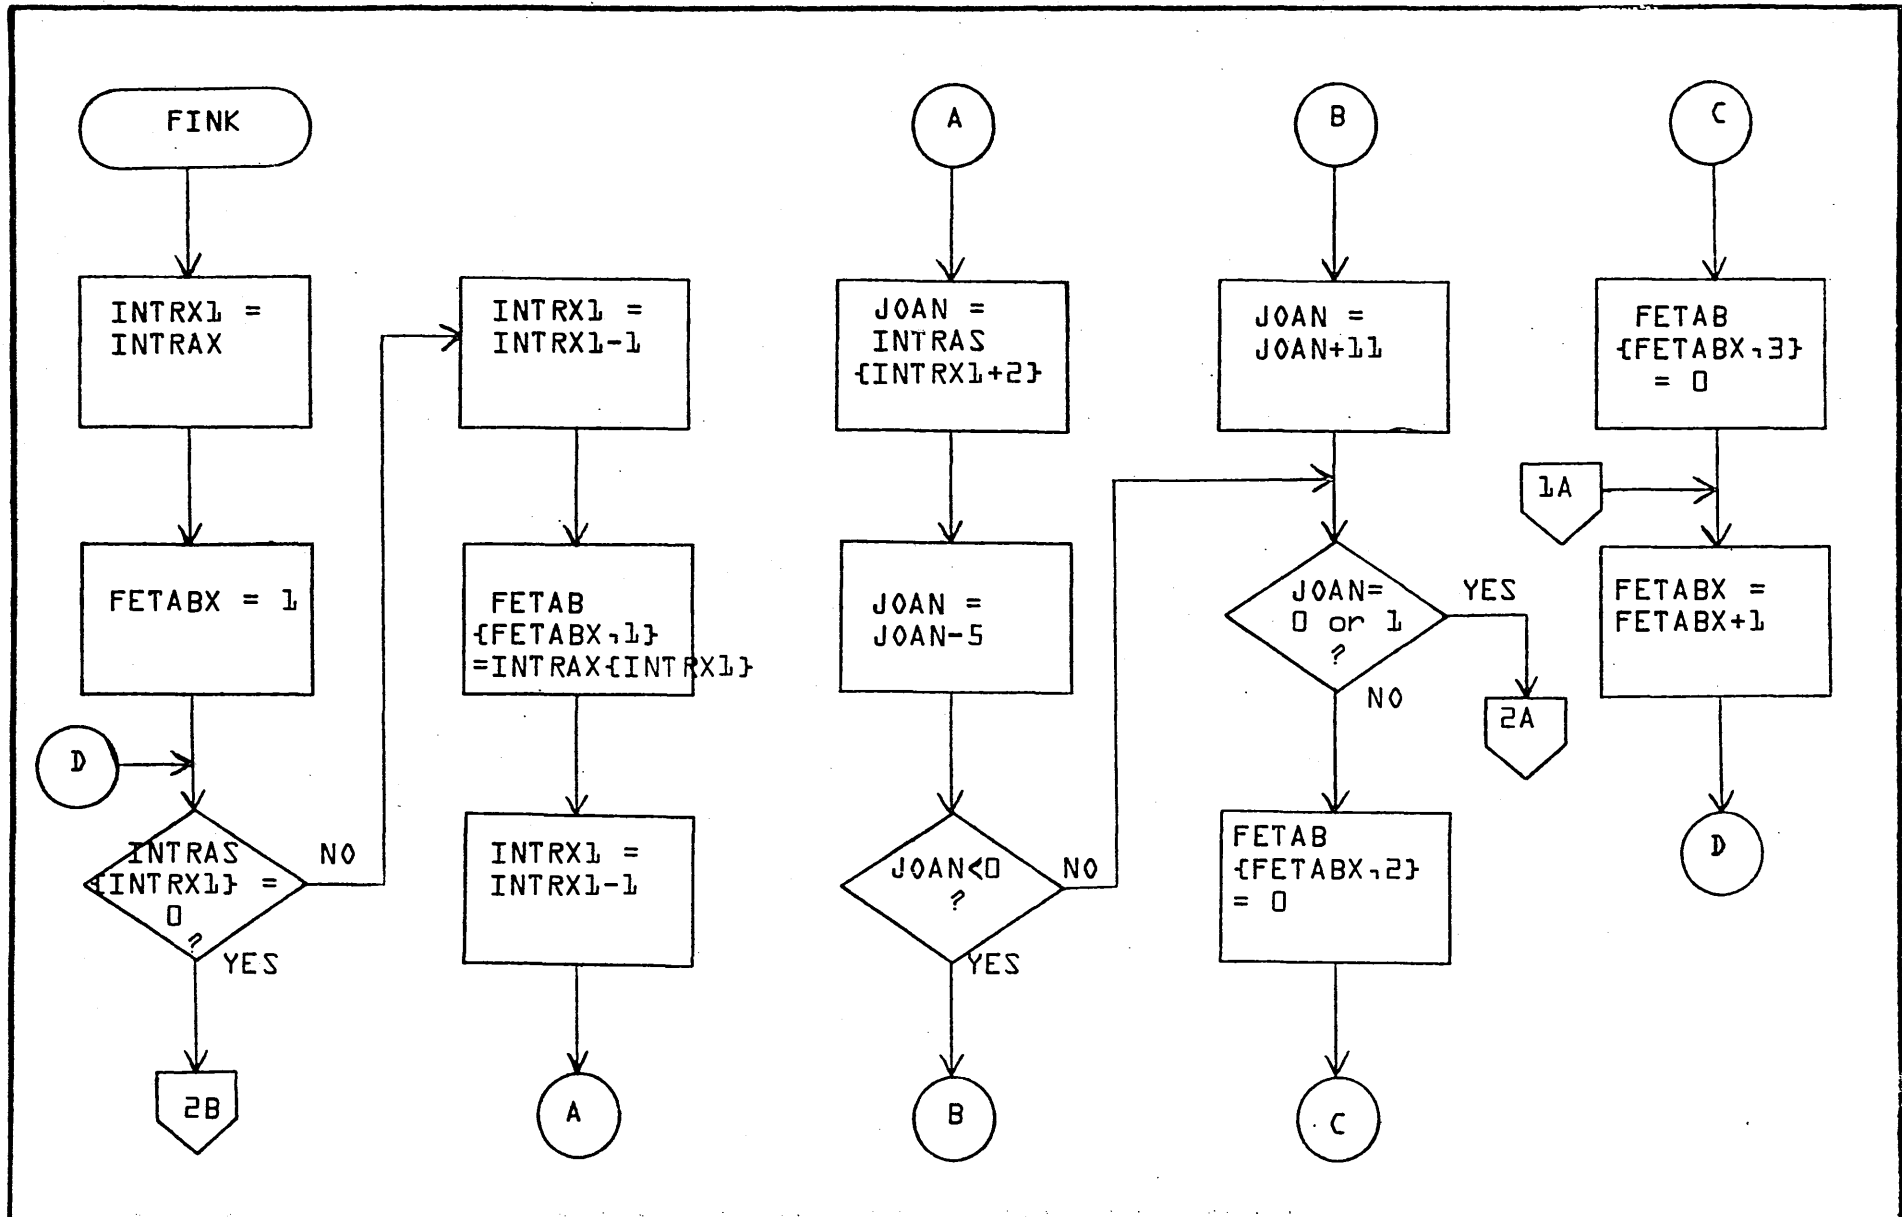 FINK
INTRX1 =
INTRAX
FETABX = 1
D
INTRAS
{INTRX1} =
0
?
NO
YES
2B
INTRX1 =
INTRX1-1
FETAB
{FETABX,1}
=INTRAX{INTRX1}
INTRX1 =
INTRX1-1
A
A
JOAN =
INTRAS
{INTRX1+2}
JOAN =
JOAN-5
JOAN<0
?
NO
YES
B
B
JOAN =
JOAN+11
JOAN=
0 or 1
?
YES
NO
2A
FETAB
{FETABX,2}
= 0
C
C
FETAB
{FETABX,3}
= 0
1A
FETABX =
FETABX+1
D